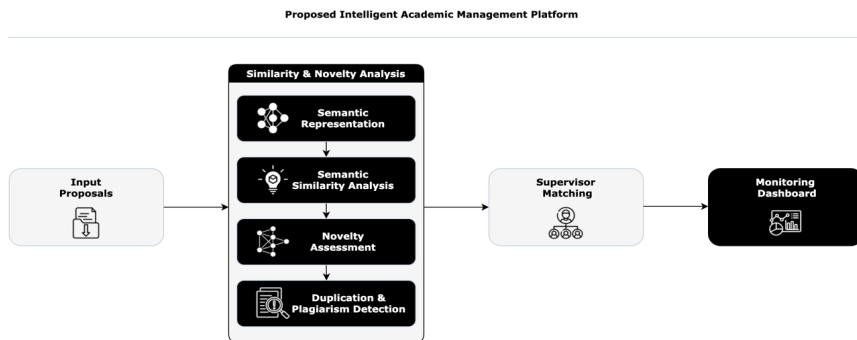 Proposed Intelligent Academic Management Platform
Similarity & Novelty Analysis
Semantic
Representation
Semantic
Similarity Analysis
Novelty
Assessment
Duplication &
Plagiarism Detection
Input
Proposals
Supervisor
Matching
Monitoring
Dashboard